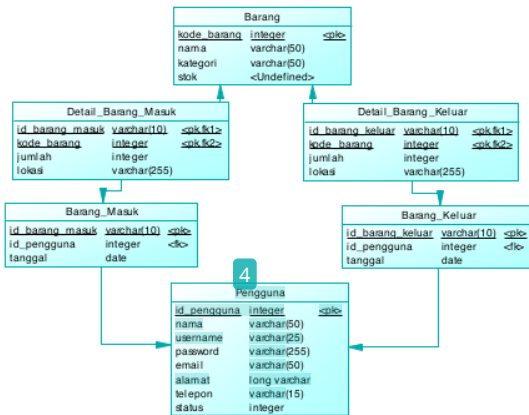 Barang
kode_barang integer <pk>
nama varchar(50)
kategori varchar(50)
stok <Undefined>
Detail_Barang_Masuk
id_barang_masuk varchar(10) <pk,fk1>
kode_barang integer <pk,fk2>
jumlah integer
lokasi varchar(255)
Detail_Barang_Keluar
id_barang_keluar varchar(10) <pk,fk1>
kode_barang integer <pk,fk2>
jumlah integer
lokasi varchar(255)
Barang_Masuk
id_barang_masuk varchar(10) <pk>
id_pengguna integer <fk>
tanggal date
Barang_Keluar
id_barang_keluar varchar(10) <pk>
id_pengguna integer <fk>
tanggal date
4
Pengguna
id_pengguna integer <pk>
nama varchar(50)
username varchar(25)
password varchar(255)
email varchar(50)
alamat long varchar
telepon varchar(15)
status integer